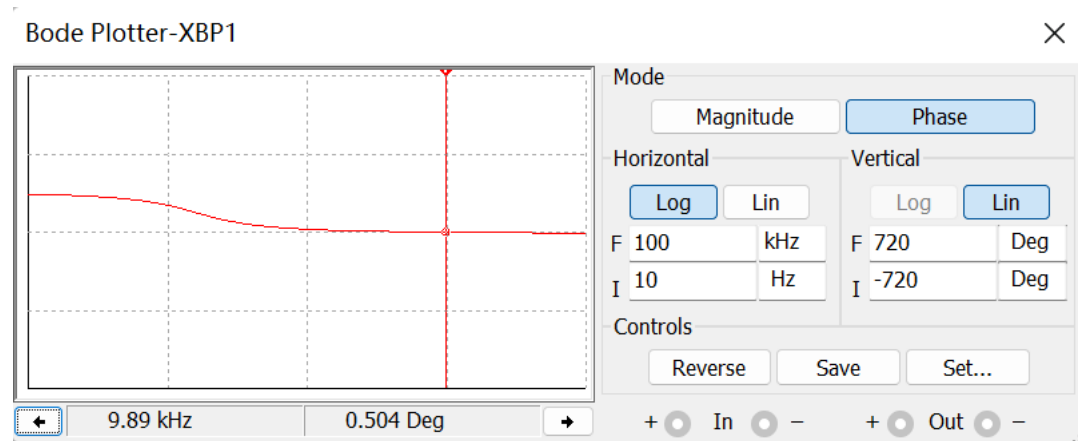 Bode Plotter-XBP1
Mode
Magnitude Phase
Horizontal Vertical
Log Lin Log Lin
F 100 kHz F 720 Deg
I 10 Hz I -720 Deg
Controls
Reverse Save Set...
9.89 kHz 0.504 Deg + In - + Out -